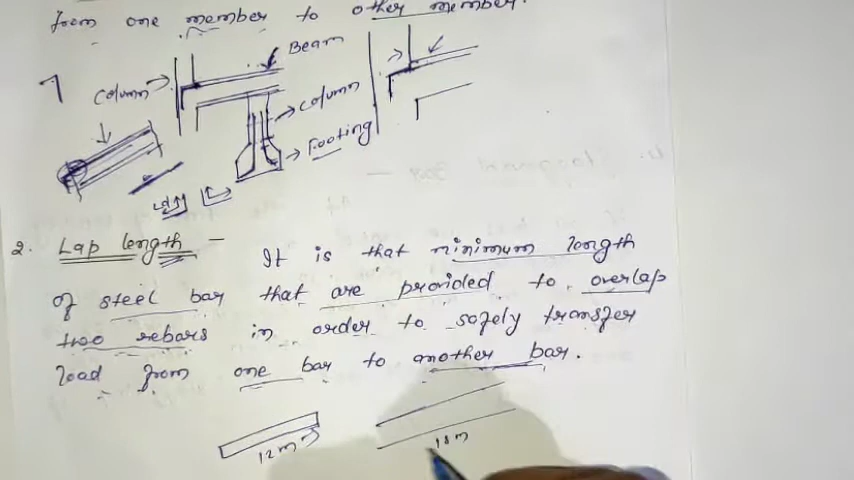 from one member to other member.
Beam
Column
Column
Footing
2. Lap length - It is that minimum length
of steel bar that are provided to overlap
two rebars in order to safely transfer
load from one bar to another bar.
12m
18m